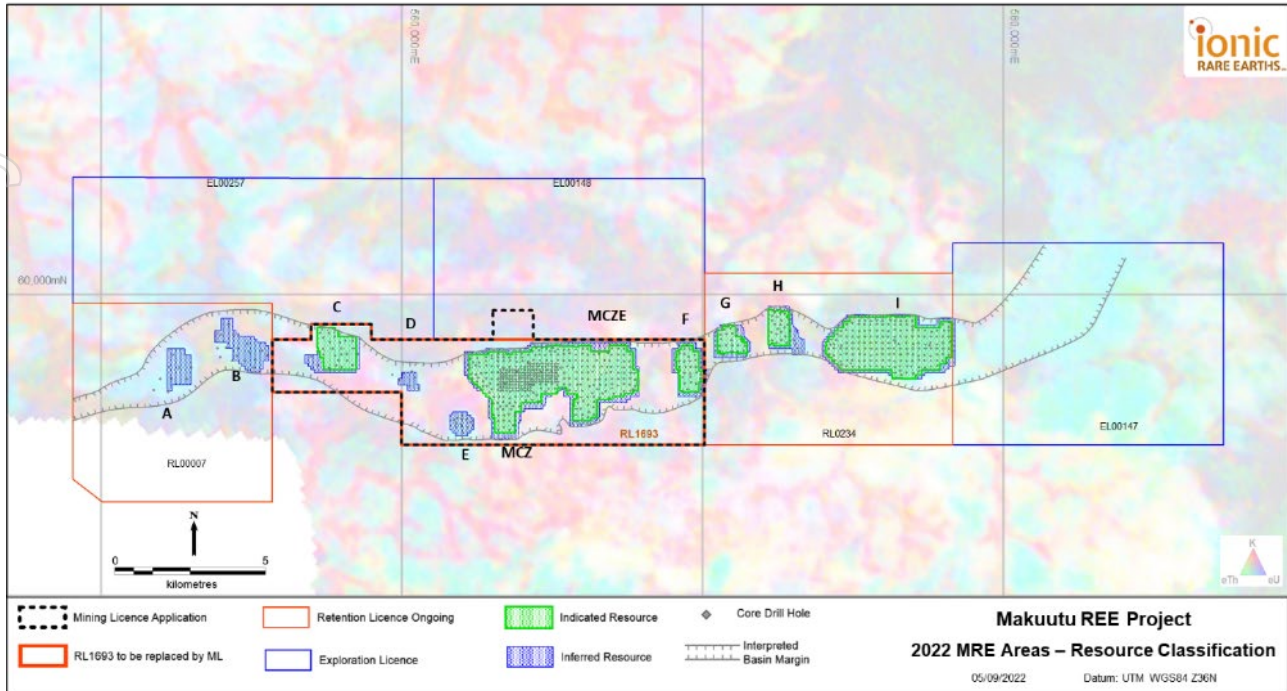 560,000mE
560,000mE
ionic
RARE EARTHS
EL00257
EL00148
60,000mN
C
D
MCZE
F
G
H
I
B
A
E
MCZ
RL1693
RL0234
EL00147
RL00007
N
0
5
kilometres
K
eTh
eU
Mining Licence Application
Retention Licence Ongoing
Indicated Resource
Core Drill Hole
Makuutu REE Project
RL1693 to be replaced by ML
Exploration Licence
Inferred Resource
Interpreted
Basin Margin
2022 MRE Areas – Resource Classification
05/09/2022
Datum: UTM WGS84 Z36N